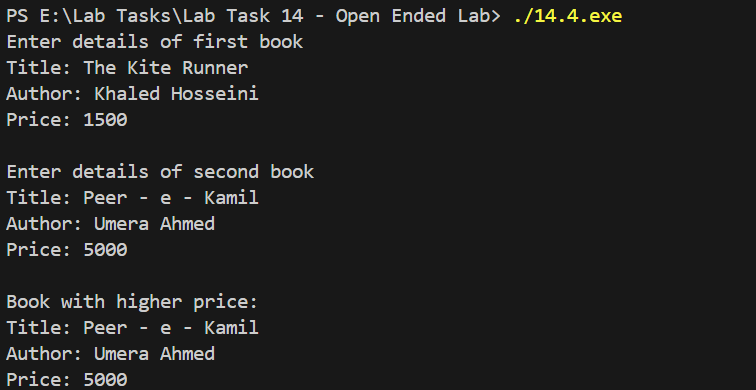 PS E:\Lab Tasks\Lab Task 14 - Open Ended Lab> ./14.4.exe
Enter details of first book
Title: The Kite Runner
Author: Khaled Hosseini
Price: 1500
Enter details of second book
Title: Peer - e - Kamil
Author: Umera Ahmed
Price: 5000
Book with higher price:
Title: Peer - e - Kamil
Author: Umera Ahmed
Price: 5000